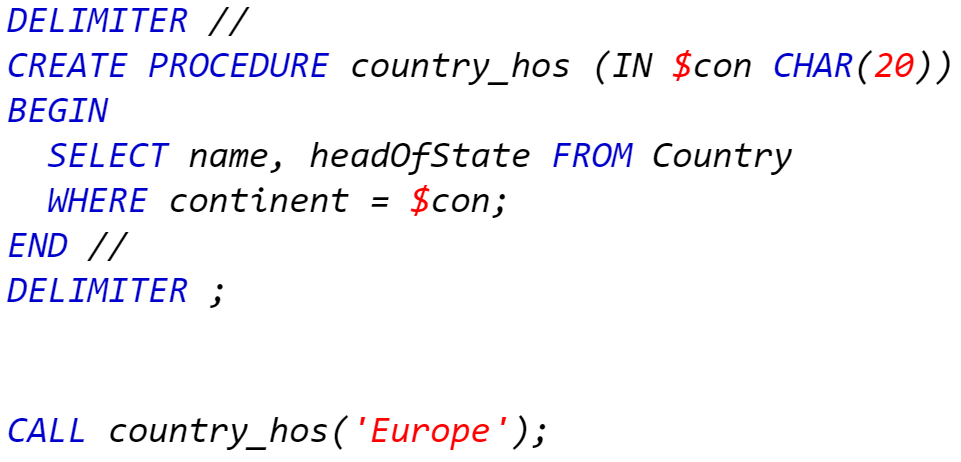 DELIMITER //
CREATE PROCEDURE country_hos (IN $con CHAR(20))
BEGIN
  SELECT name, headOfState FROM Country
  WHERE continent = $con;
END //
DELIMITER ;
CALL country_hos('Europe');